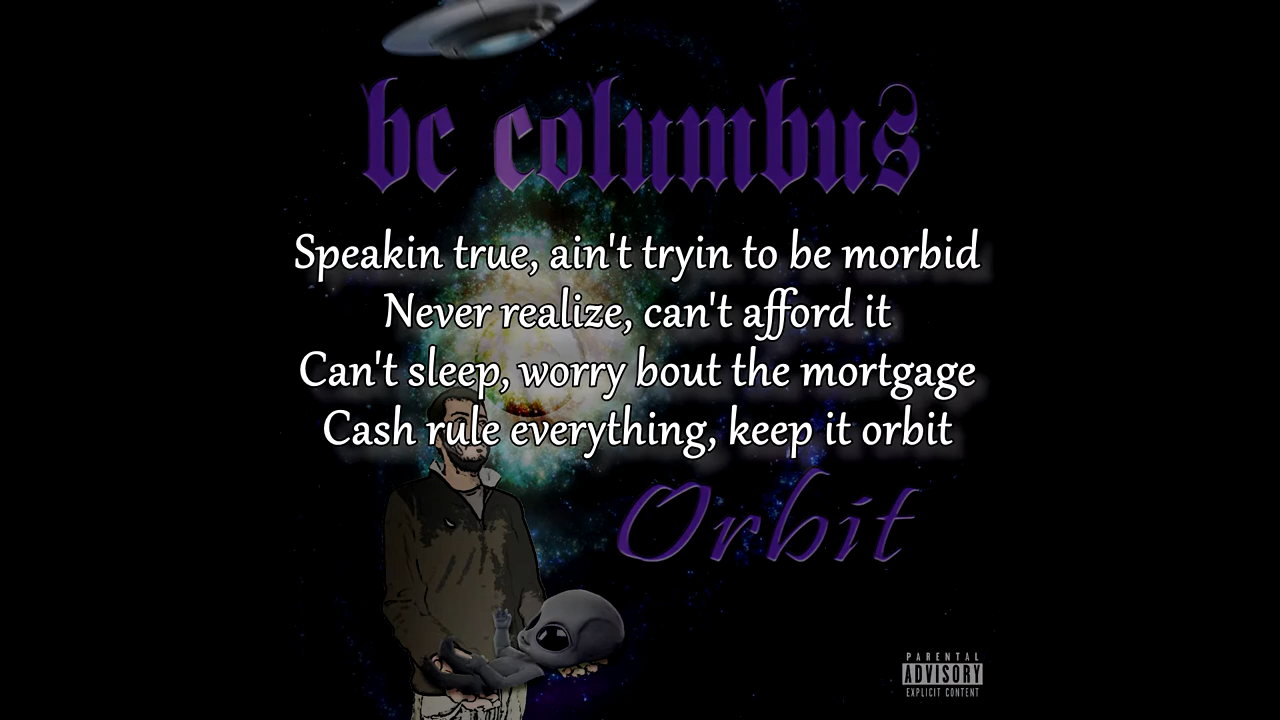 bc columbus
Speakin true, ain't tryin to be morbid
Never realize, can't afford it
Can't sleep, worry bout the mortgage
Cash rule everything, keep it orbit
Orbit
PARENTAL
ADVISORY
EXPLICIT CONTENT